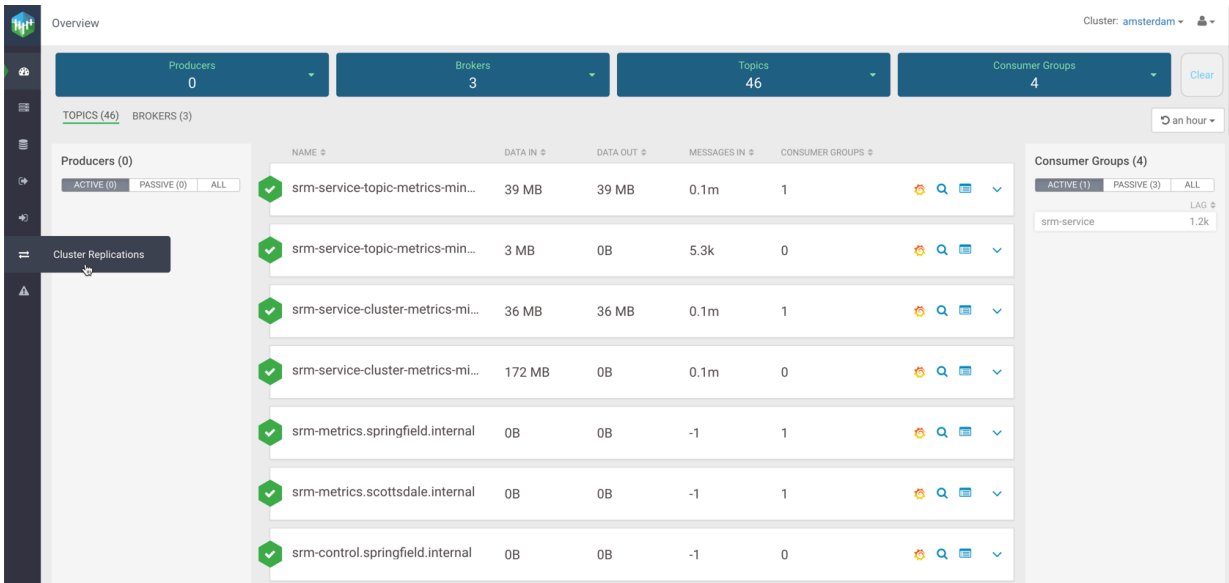 Overview
Cluster: amsterdam
Producers
0
Brokers
3
Topics
46
Consumer Groups
4
Clear
TOPICS (46) BROKERS (3)
an hour
Producers (0)
ACTIVE (0) PASSIVE (0) ALL
Cluster Replications
NAME DATA IN DATA OUT MESSAGES IN CONSUMER GROUPS
srm-service-topic-metrics-min... 39 MB 39 MB 0.1m 1
srm-service-topic-metrics-min... 3 MB 0B 5.3k 0
srm-service-cluster-metrics-mi... 36 MB 36 MB 0.1m 1
srm-service-cluster-metrics-mi... 172 MB 0B 0.1m 0
srm-metrics.springfield.internal 0B 0B -1 1
srm-metrics.scottsdale.internal 0B 0B -1 1
srm-control.springfield.internal 0B 0B -1 0
Consumer Groups (4)
ACTIVE (1) PASSIVE (3) ALL
LAG
srm-service 1.2k